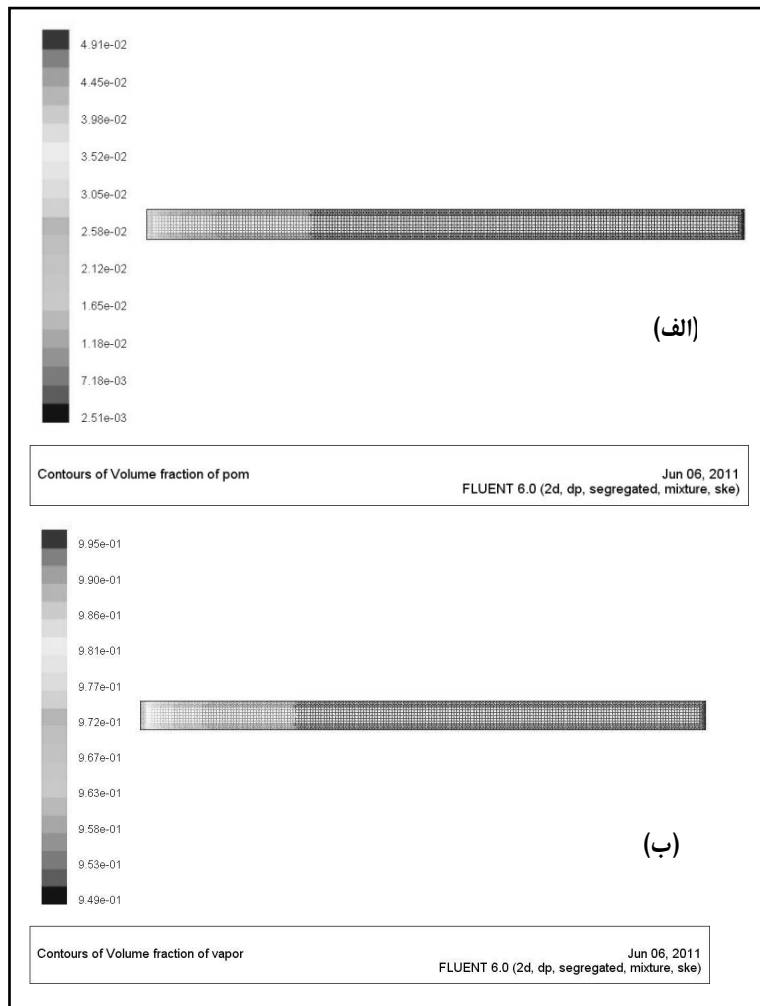 4.91e-02
4.45e-02
3.98e-02
3.52e-02
3.05e-02
2.58e-02
2.12e-02
1.65e-02
1.18e-02
7.18e-03
2.51e-03
(الف)
Contours of Volume fraction of pom
Jun 06, 2011
FLUENT 6.0 (2d, dp, segregated, mixture, ske)
9.95e-01
9.90e-01
9.86e-01
9.81e-01
9.77e-01
9.72e-01
9.67e-01
9.63e-01
9.58e-01
9.53e-01
9.49e-01
(ب)
Contours of Volume fraction of vapor
Jun 06, 2011
FLUENT 6.0 (2d, dp, segregated, mixture, ske)